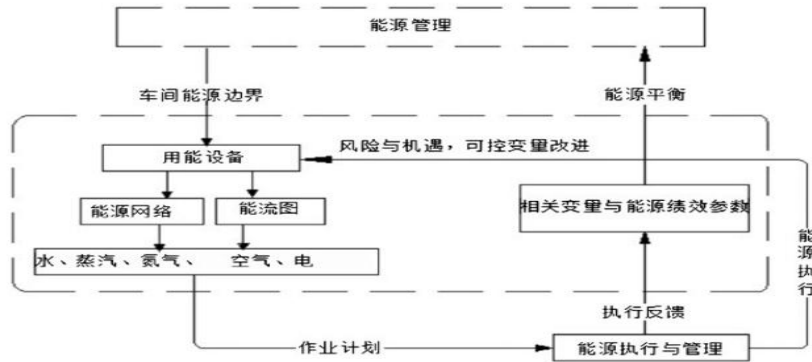 能源管理
车间能源边界
能源平衡
风险与机遇，可控变量改进
用能设备
能源网络
能流图
相关变量与能源绩效参数
水、蒸汽、氮气、 空气、电
能源执行
执行反馈
作业计划
能源执行与管理